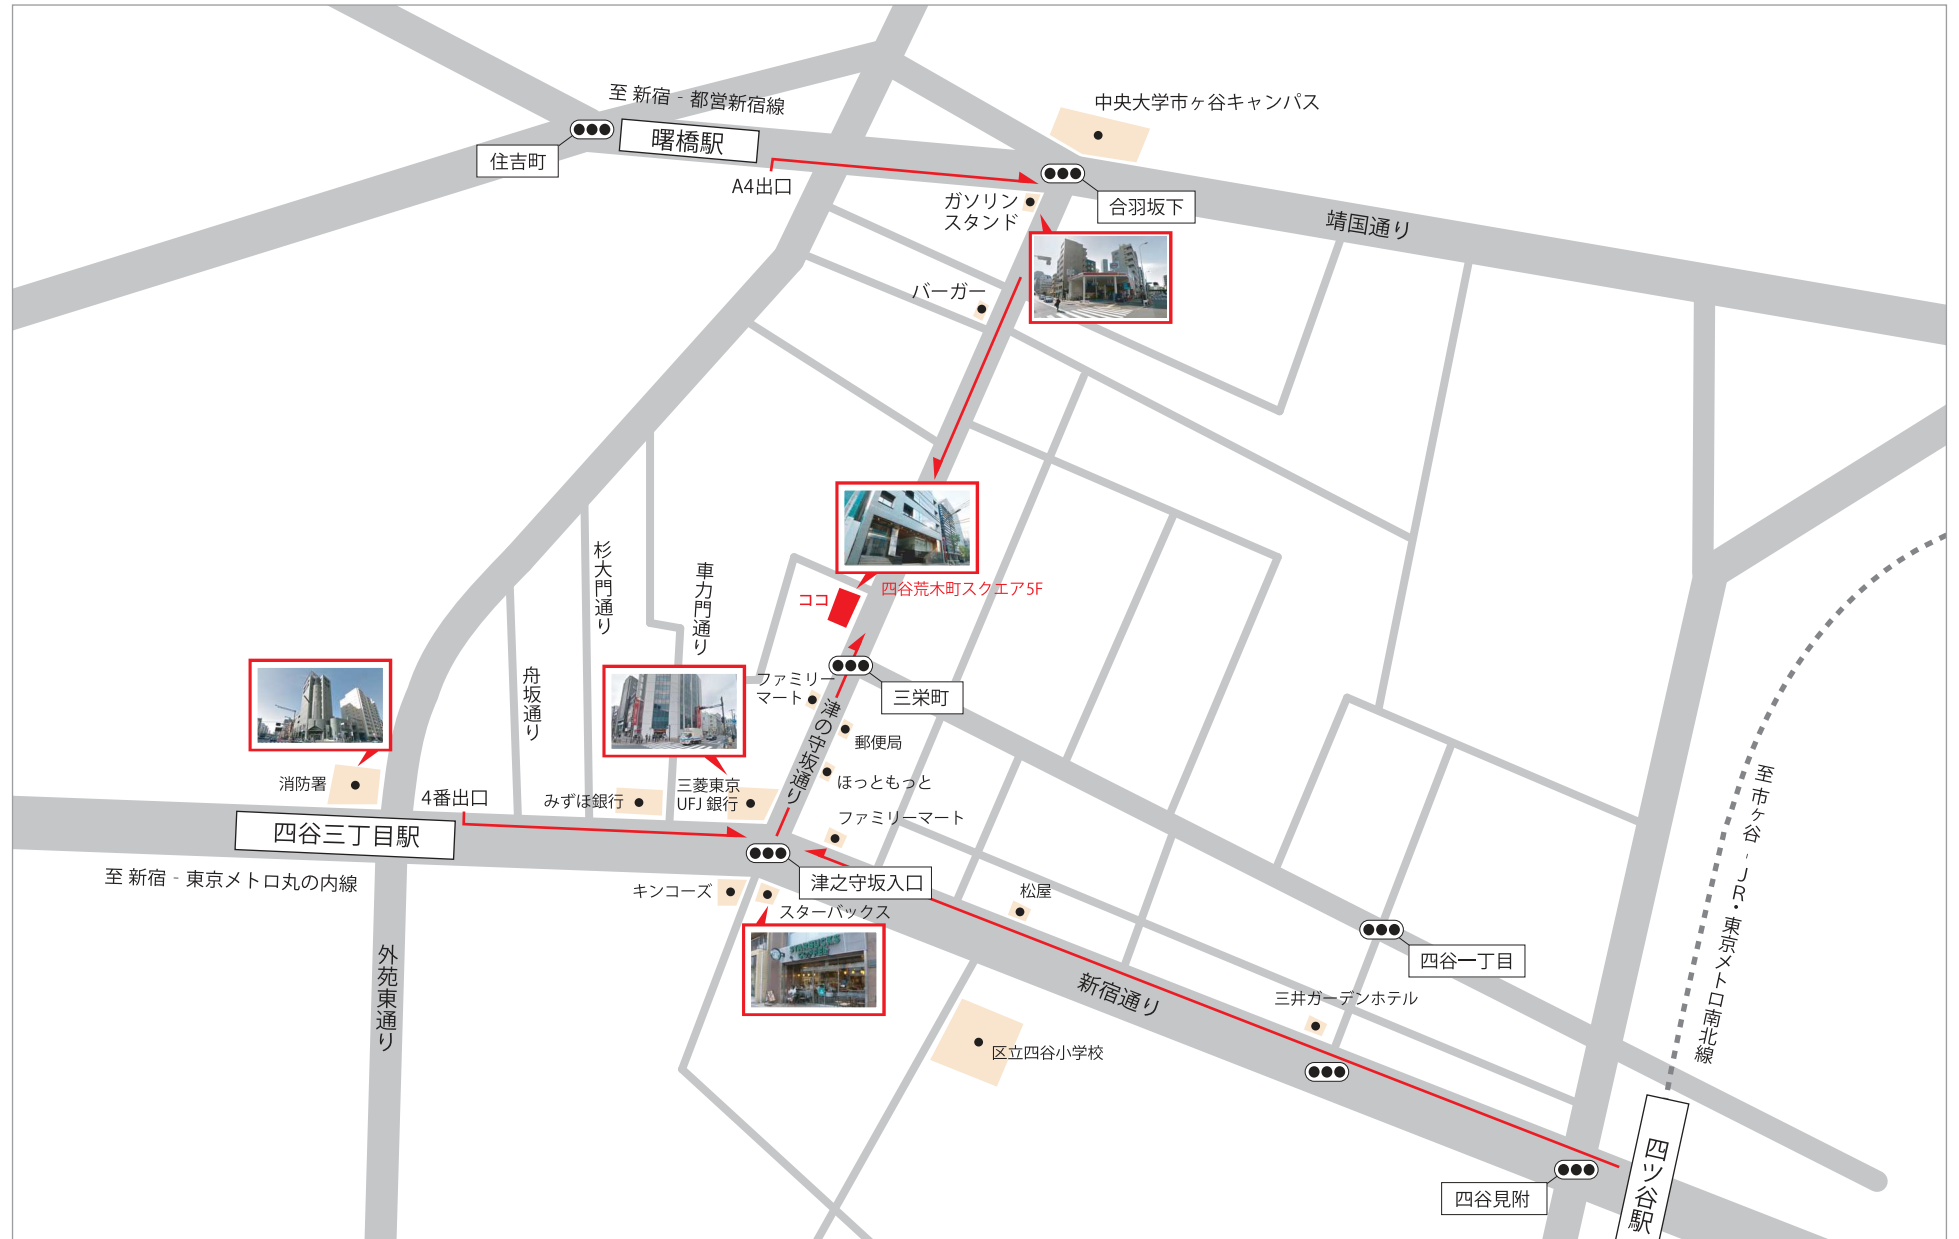 至 新宿 - 都営新宿線
中央大学市ヶ谷キャンパス
曙橋駅
住吉町
A4出口
ガソリン
スタンド
合羽坂下
靖国通り
バーガー
四谷荒木町スクエア5F
ココ
杉大門通り
車力門通り
舟坂通り
ファミリー
マート
三栄町
津の守坂通り
郵便局
ほっともっと
ファミリーマート
消防署
4番出口
みずほ銀行
三菱東京
UFJ 銀行
四谷三丁目駅
至 新宿 - 東京メトロ丸の内線
キンコーズ
津之守坂入口
スターバックス
STARBUCKS
COFFEE
松屋
外苑東通り
新宿通り
区立四谷小学校
三井ガーデンホテル
四谷一丁目
至 市ヶ谷 - JR・東京メトロ南北線
四谷見附
四ツ谷駅